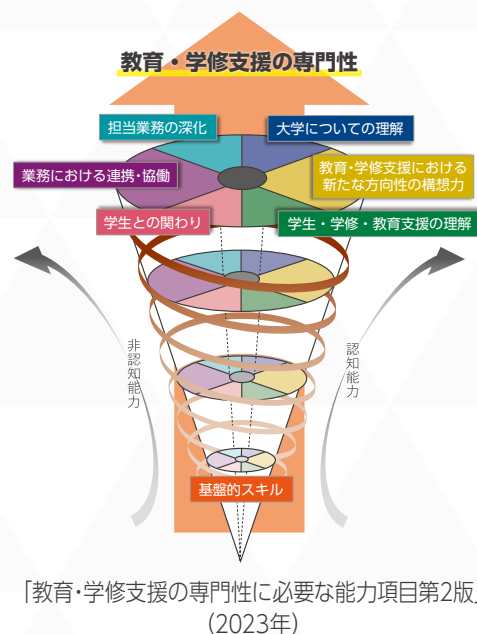 教育・学修支援の専門性
担当業務の深化
大学についての理解
業務における連携・協働
教育・学修支援における
新たな方向性の構想力
学生との関わり
学生・学修・教育支援の理解
非認知能力
認知能力
基盤的スキル
「教育・学修支援の専門性に必要な能力項目第2版」
(2023年)